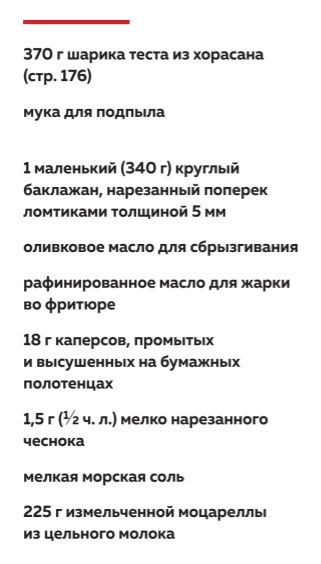 370 г шарика теста из хорасана
(стр. 176)
мука для подпыла
1 маленький (340 г) круглый
баклажан, нарезанный поперек
ломтиками толщиной 5 мм
оливковое масло для сбрызгивания
рафинированное масло для жарки
во фритюре
18 г каперсов, промытых
и высушенных на бумажных
полотенцах
1,5 г (½ ч. л.) мелко нарезанного
чеснока
мелкая морская соль
225 г измельченной моцареллы
из цельного молока